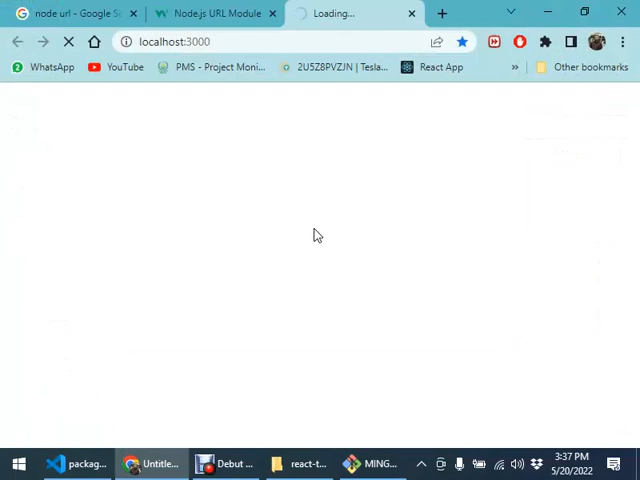 node url - Google Se
Node.js URL Module
Loading...
localhost:3000
2 WhatsApp
YouTube
PMS - Project Moni...
2U5Z8PVZJN | Tesla...
React App
»
Other bookmarks
packag...
Untitle...
Debut ...
react-t...
MING...
3:37 PM
5/20/2022